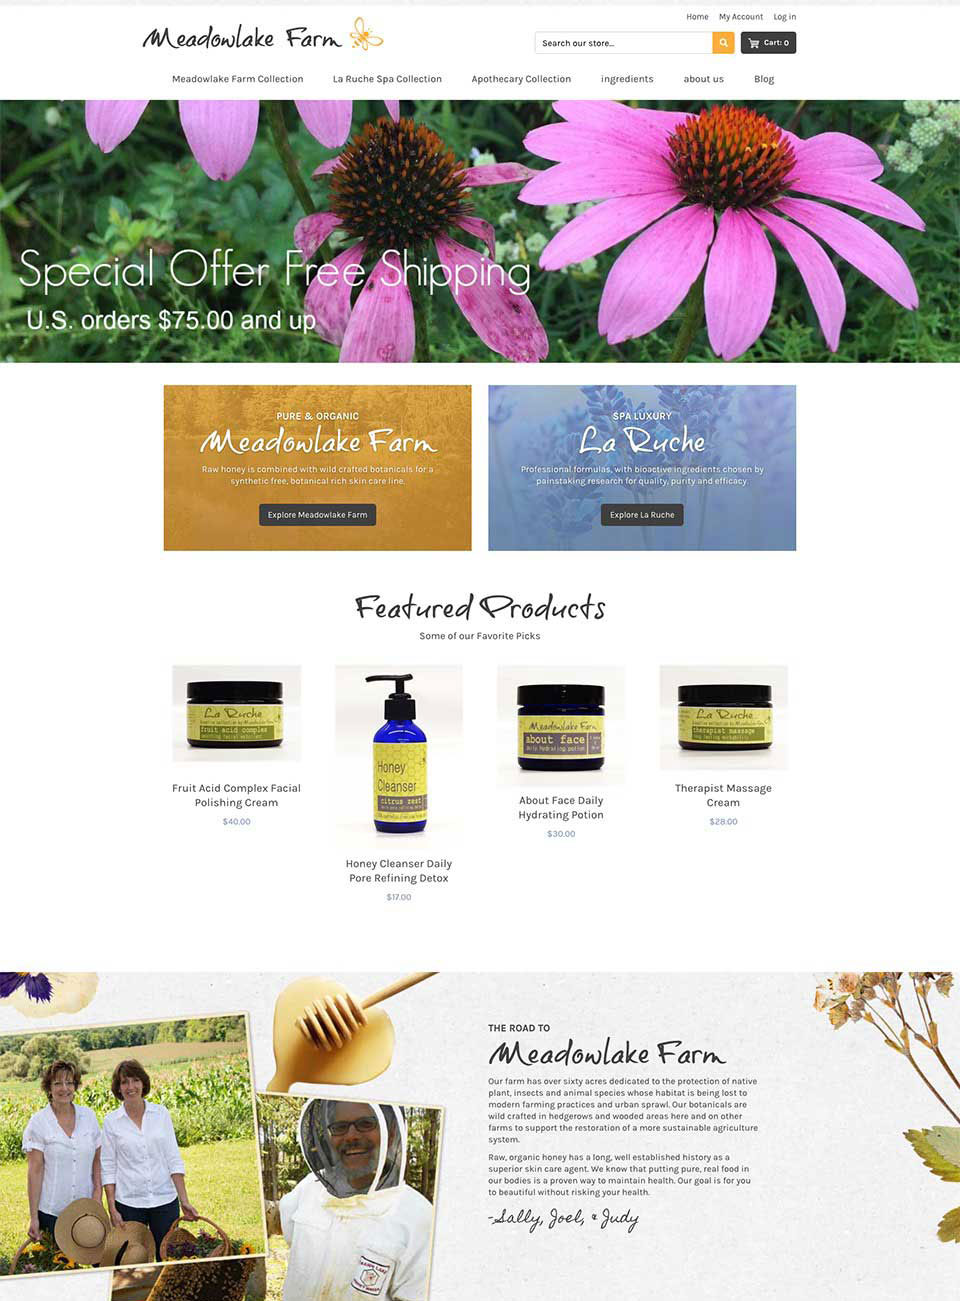 Home My Account Log in
Meadowlake Farm
Search our store...
Cart: 0
Meadowlake Farm Collection La Ruche Spa Collection Apothecary Collection ingredients about us Blog
Special Offer Free Shipping
U.S. orders $75.00 and up
PURE & ORGANIC
Meadowlake Farm
Raw honey is combined with wild crafted botanicals for a
synthetic free, botanical rich skin care line.
Explore Meadowlake Farm
SPA LUXURY
La Ruche
Professional formulas, with bioactive ingredients chosen by
painstaking research for quality, purity and efficacy
Explore La Ruche
Featured Products
Some of our Favorite Picks
La Ruche
fruit acid complex
Fruit Acid Complex Facial
Polishing Cream
$40.00
Honey
Cleanser
citrus zest
Honey Cleanser Daily
Pore Refining Detox
$17.00
Meadowlake Farm
about face
daily hydrating potion
About Face Daily
Hydrating Potion
$30.00
La Ruche
therapist massage
Therapist Massage
Cream
$28.00
THE ROAD TO
Meadowlake Farm
Our farm has over sixty acres dedicated to the protection of native
plant, insects and animal species whose habitat is being lost to
modern farming practices and urban sprawl. Our botanicals are
wild crafted in hedgerows and wooded areas here and on other
farms to support the restoration of a more sustainable agriculture
system.
Raw, organic honey has a long, well established history as a
superior skin care agent. We know that putting pure, real food in
our bodies is a proven way to maintain health. Our goal is for you
to beautiful without risking your health.
-Sally, Joel, & Judy